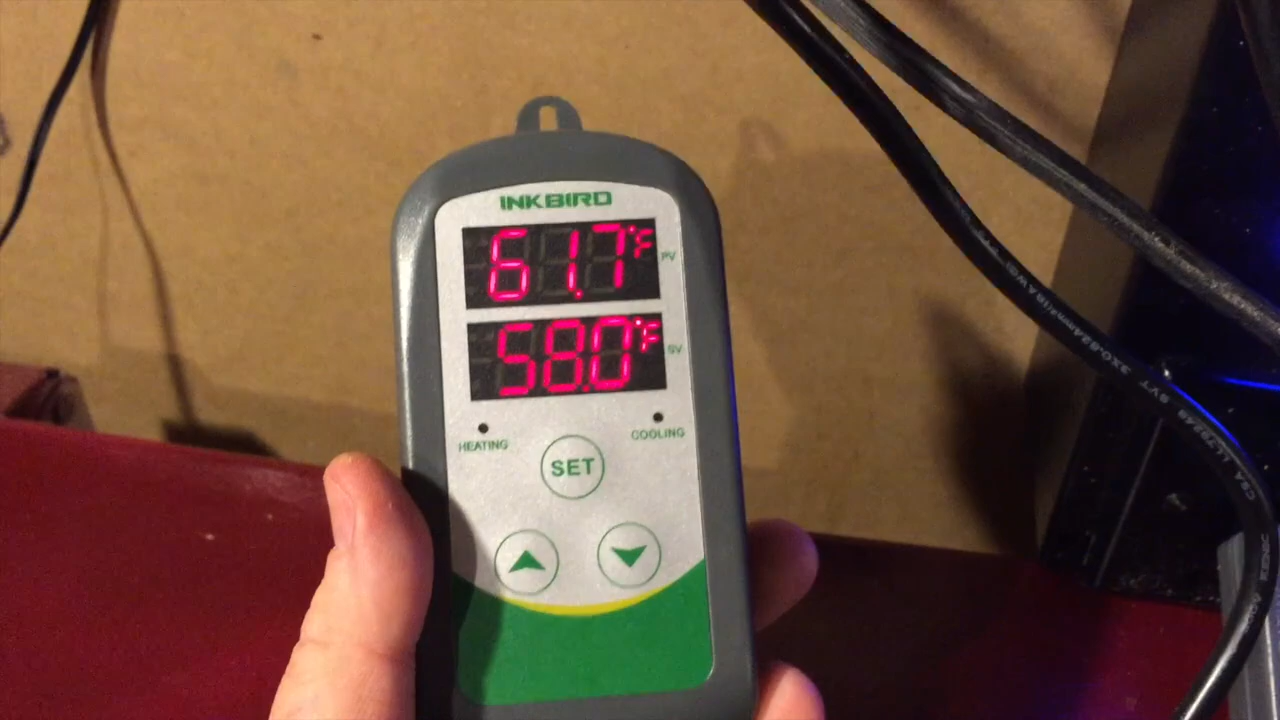 INKBIRD
61.7°F
PV
58.0°F
SV
HEATING
COOLING
SET